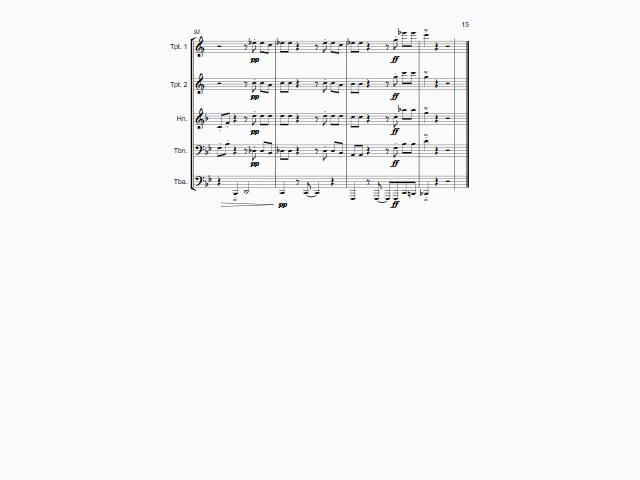 15
92
Tpt. 1
pp
ff
Tpt. 2
pp
ff
Hn.
pp
ff
Tbn.
pp
ff
Tba.
pp
ff